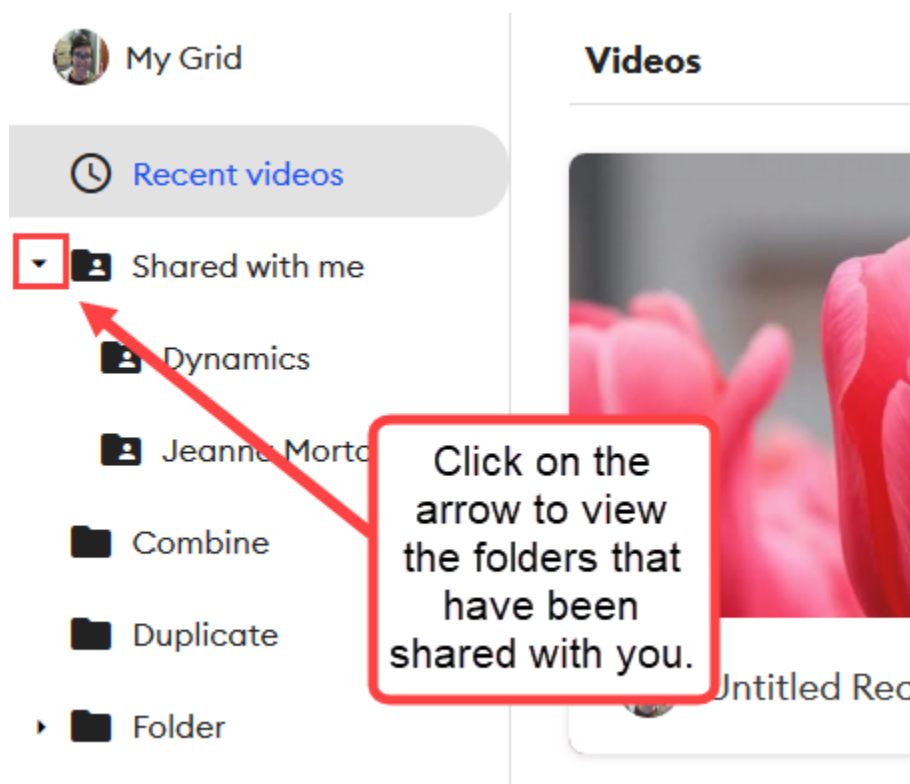 My Grid
Videos
Recent videos
Shared with me
Dynamics
Jeanna
Click on the
arrow to view
the folders that
have been
shared with you.
Combine
Duplicate
Folder
Untitled